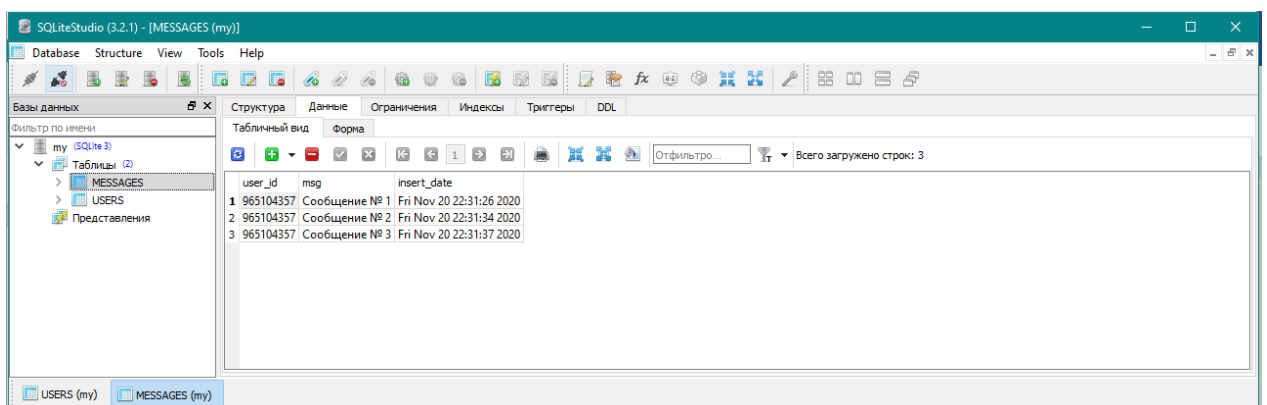 SQLiteStudio (3.2.1) - [MESSAGES (my)]
Database Structure View Tools Help
Базы данных
Структура Данные Ограничения Индексы Триггеры DDL
Фильтр по имени
Табличный вид Форма
my (SQLite 3)
Таблицы (2)
MESSAGES
USERS
Представления
1 Отфильтро... Всего загружено строк: 3
user_id msg insert_date
1 965104357 Сообщение № 1 Fri Nov 20 22:31:26 2020
2 965104357 Сообщение № 2 Fri Nov 20 22:31:34 2020
3 965104357 Сообщение № 3 Fri Nov 20 22:31:37 2020
USERS (my) MESSAGES (my)